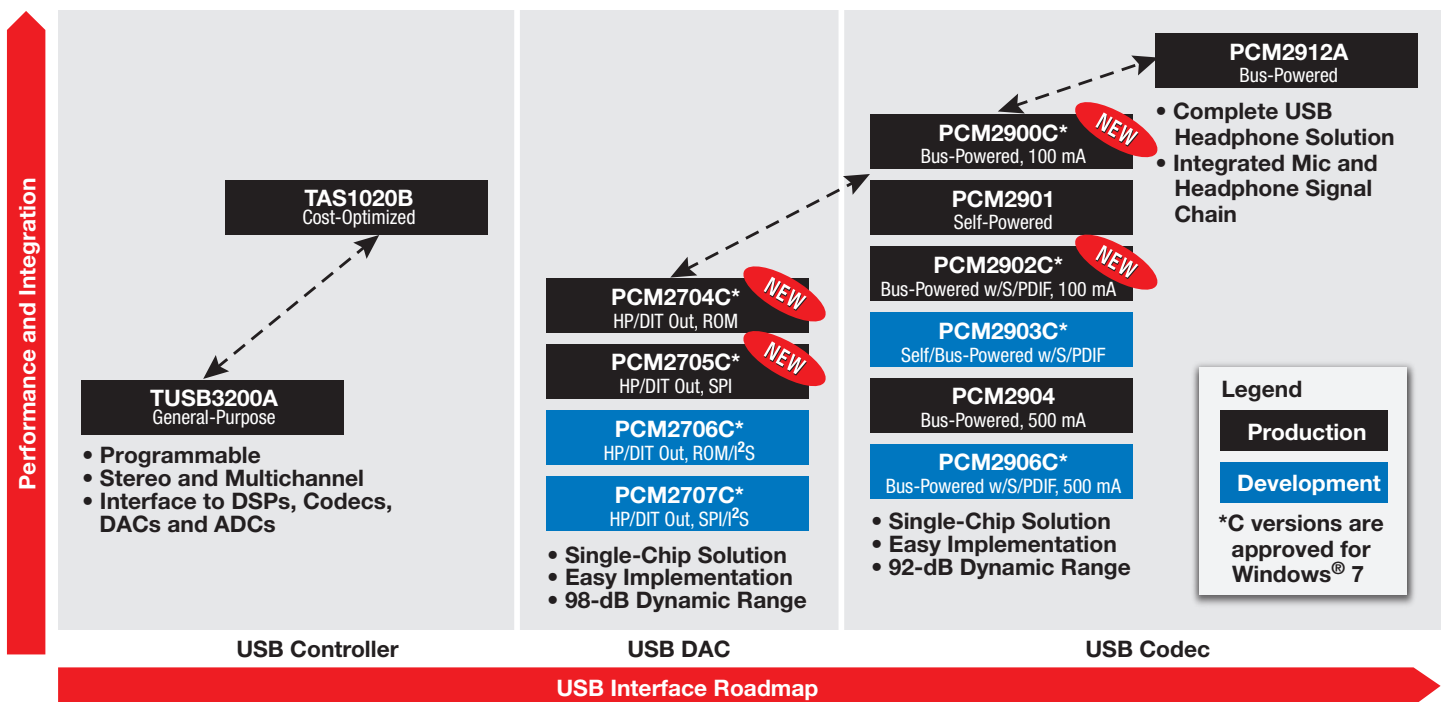 Performance and Integration
TUSB3200A
General-Purpose
TAS1020B
Cost-Optimized
• Programmable
• Stereo and Multichannel
• Interface to DSPs, Codecs,
DACs and ADCs
USB Controller
PCM2704C*
HP/DIT Out, ROM
NEW
PCM2705C*
HP/DIT Out, SPI
NEW
PCM2706C*
HP/DIT Out, ROM/I²S
PCM2707C*
HP/DIT Out, SPI/I²S
• Single-Chip Solution
• Easy Implementation
• 98-dB Dynamic Range
USB DAC
PCM2900C*
Bus-Powered, 100 mA
NEW
PCM2901
Self-Powered
PCM2902C*
Bus-Powered w/S/PDIF, 100 mA
NEW
PCM2903C*
Self/Bus-Powered w/S/PDIF
PCM2904
Bus-Powered, 500 mA
PCM2906C*
Bus-Powered w/S/PDIF, 500 mA
• Single-Chip Solution
• Easy Implementation
• 92-dB Dynamic Range
PCM2912A
Bus-Powered
• Complete USB
Headphone Solution
• Integrated Mic and
Headphone Signal
Chain
Legend
Production
Development
*C versions are
approved for
Windows® 7
USB Codec
USB Interface Roadmap